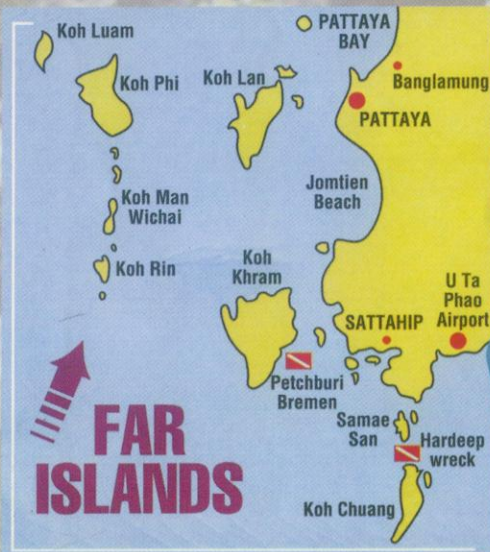 Koh Luam
PATTAYA
BAY
Koh Phi
Koh Lan
Banglamung
PATTAYA
Jomtien
Beach
Koh Man
Wichai
Koh Rin
Koh
Khram
U Ta
Phao
Airport
SATTAHIP
Petchburi
Bremen
Samae
San
Hardeep
wreck
Koh Chuang
FAR
ISLANDS